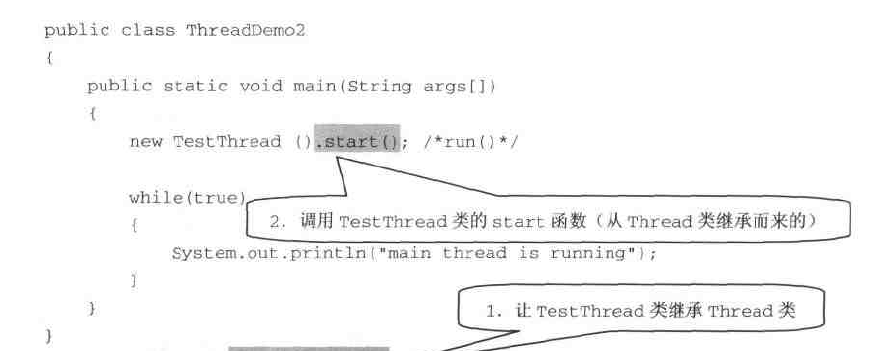 public class ThreadDemo2
{
public static void main(String args[])
{
new TestThread ().start(); /*run()*/
while(true)
2. 调用 TestThread 类的 start 函数（从 Thread 类继承而来的）
{
System.out.println("main thread is running");
}
}
1. 让 TestThread 类继承 Thread 类
}